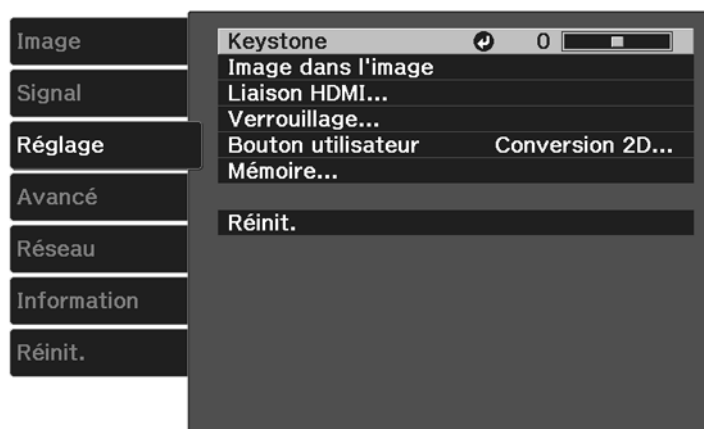 Image
Signal
Réglage
Avancé
Réseau
Information
Réinit.
Keystone 0
Image dans l'image
Liaison HDMI...
Verrouillage...
Bouton utilisateur Conversion 2D...
Mémoire...
Réinit.